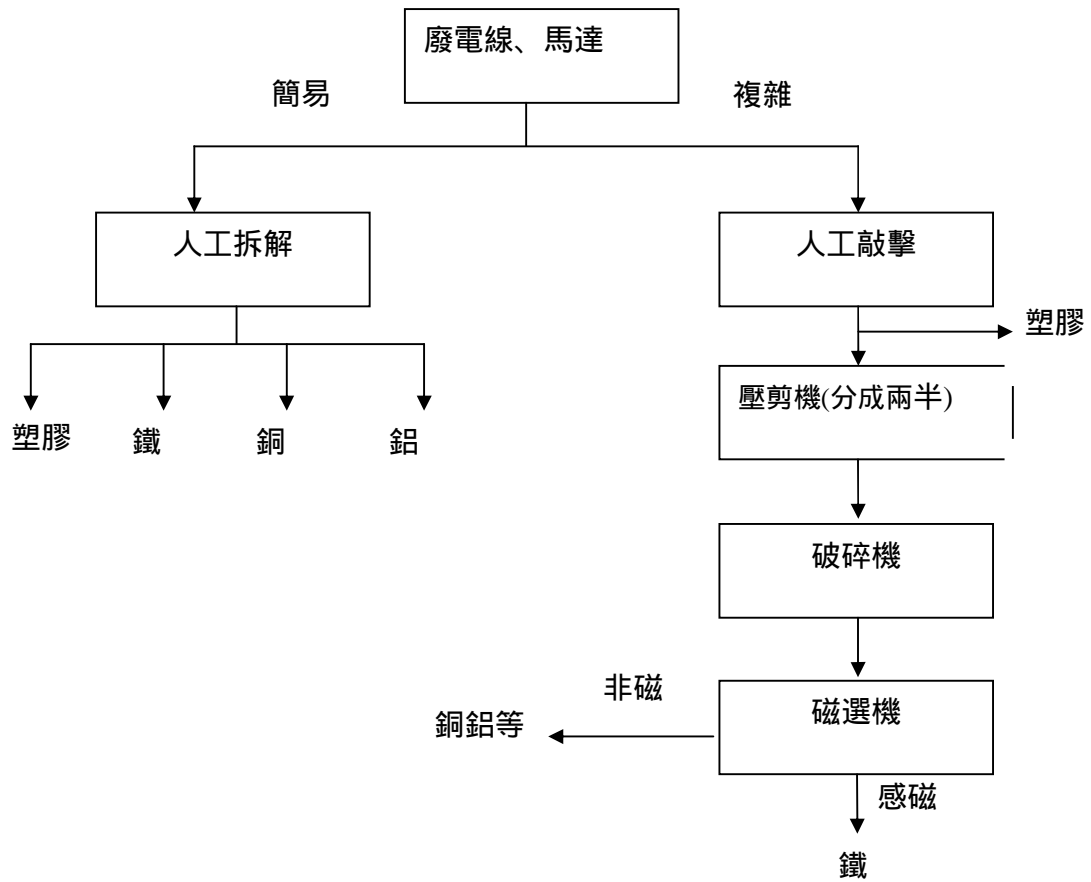 廢電線、馬達
簡易
複雜
人工拆解
人工敲擊
塑膠
壓剪機(分成兩半)
塑膠
鐵
銅
鋁
破碎機
磁選機
非磁
銅鋁等
感磁
鐵